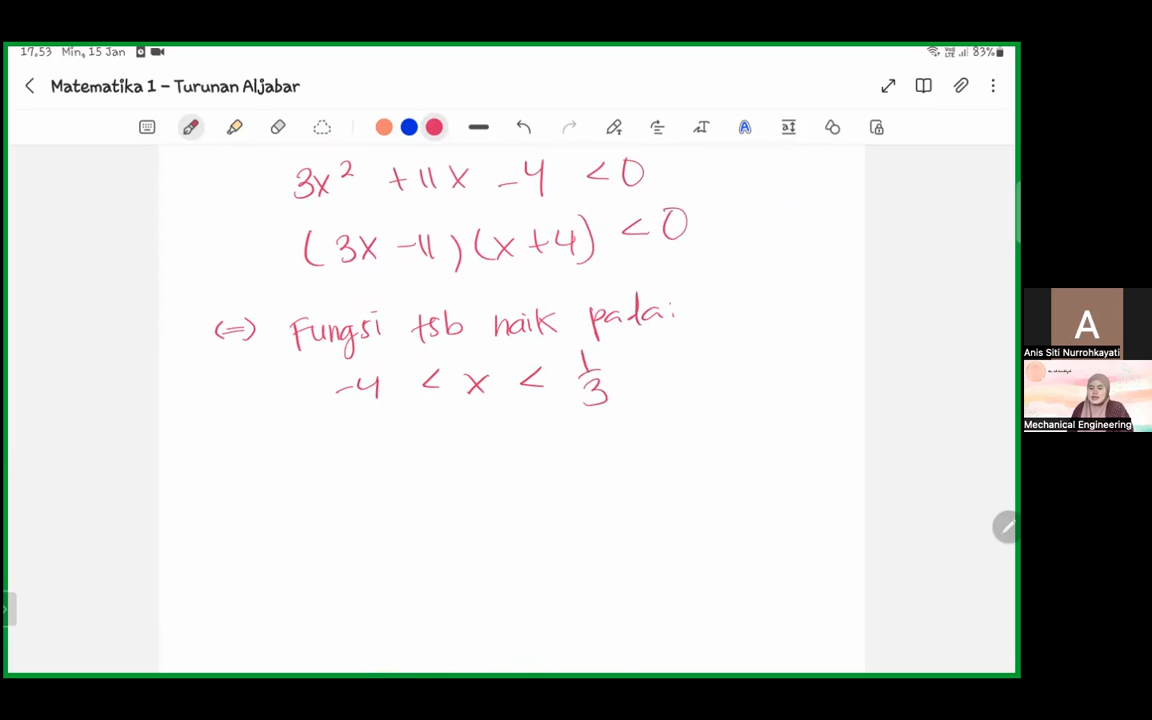 17.53 Min, 15 Jan
83%
Matematika 1 – Turunan Aljabar
3x² + 11x - 4 < 0
(3x - 11)(x + 4) < 0
(=) Fungsi tsb naik pada:
-4 < x < 1/3
A
Anis Siti Nurrohkayati
Mechanical Engineering